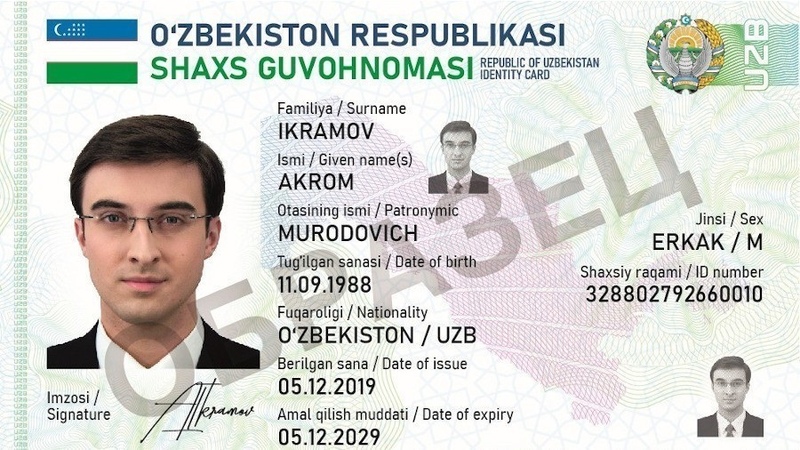 O‘ZBEKISTON RESPUBLIKASI
SHAXS GUVOHNOMASI
REPUBLIC OF UZBEKISTAN
IDENTITY CARD
UZB
Familiya / Surname
IKRAMOV
Ismi / Given name(s)
AKROM
Otasining ismi / Patronymic
MURODOVICH
Tug'ilgan sanasi / Date of birth
11.09.1988
Fuqaroligi / Nationality
O‘ZBEKISTON / UZB
Berilgan sana / Date of issue
05.12.2019
Amal qilish muddati / Date of expiry
05.12.2029
Jinsi / Sex
ERKAK / M
Shaxsiy raqami / ID number
328802792660010
Imzosi /
Signature
AIkramov
ОБРАЗЕЦ